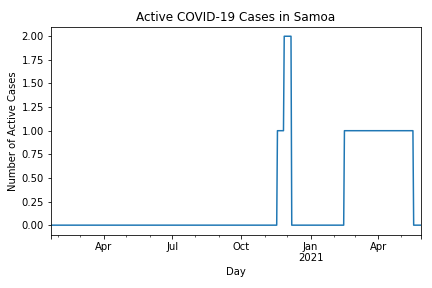 Active COVID-19 Cases in Samoa
Number of Active Cases
2.00
1.75
1.50
1.25
1.00
0.75
0.50
0.25
0.00
Apr Jul Oct Jan Apr
2021
Day